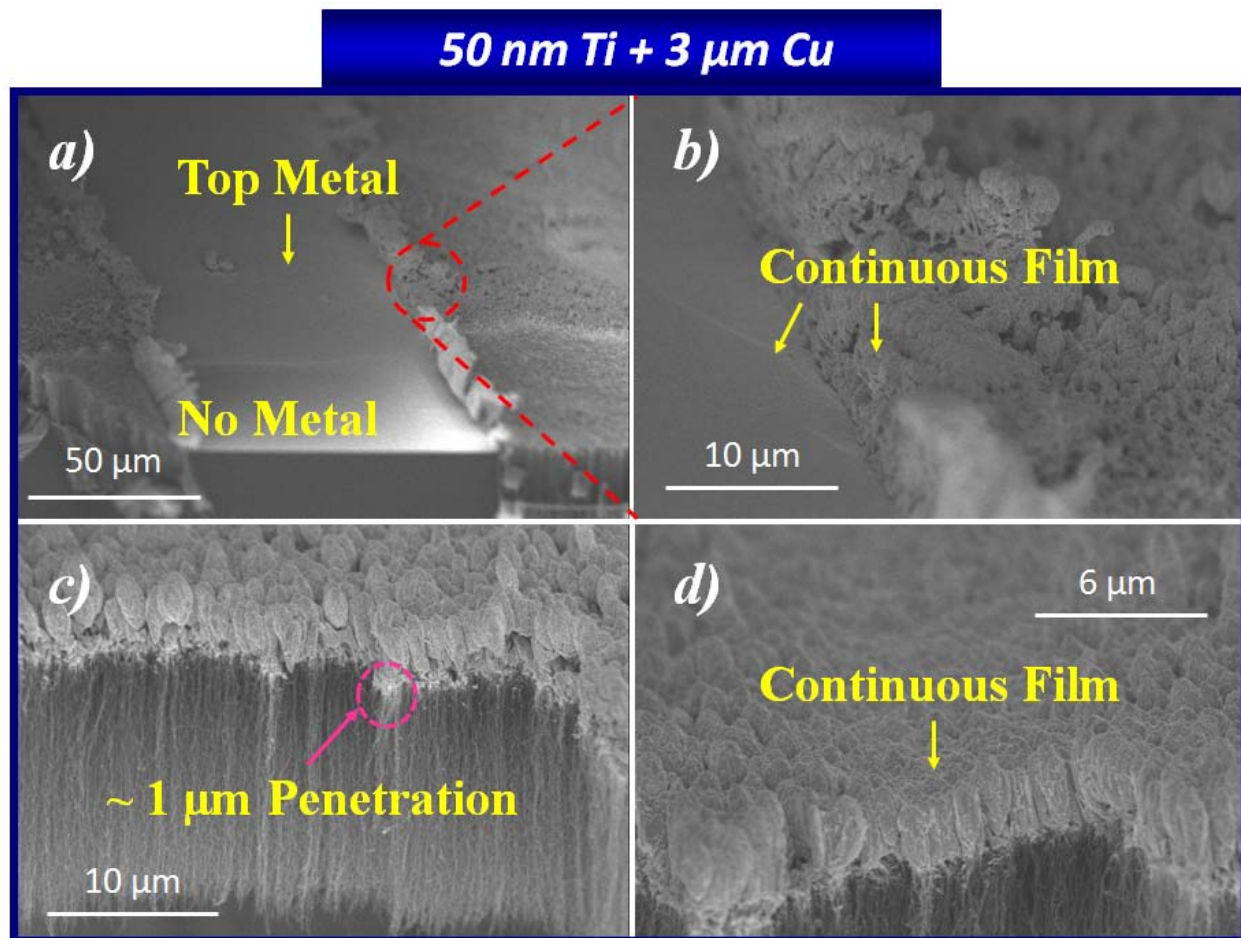 50 nm Ti + 3 μm Cu
a)
Top Metal
No Metal
50 μm
b)
Continuous Film
10 μm
c)
~ 1 μm Penetration
10 μm
d)
6 μm
Continuous Film